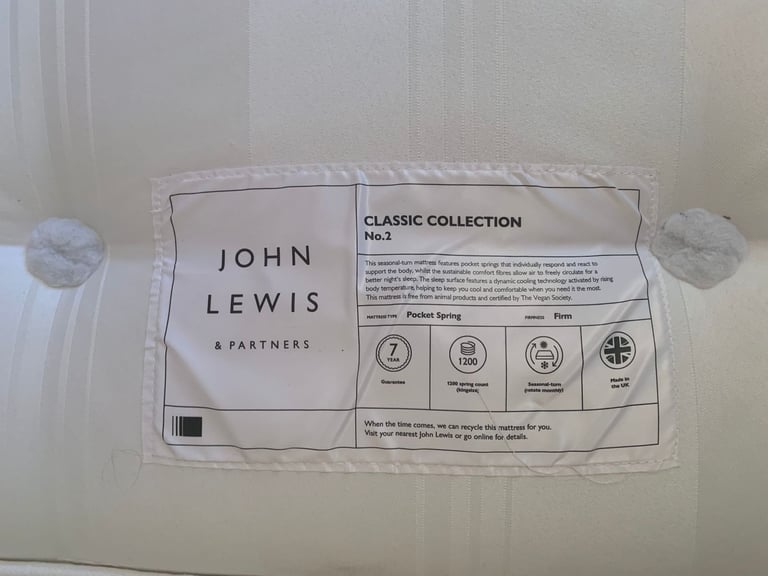 JOHN
LEWIS
& PARTNERS
CLASSIC COLLECTION
No.2
This seasonal-turn mattress features pocket springs that individually respond and react to
support the body, whilst the sustainable comfort fibres allow air to freely circulate for a
better night's sleep. The sleep surface features a dynamic cooling technology activated by rising
body temperature, helping to keep you cool and comfortable when you need it the most.
This mattress is free from animal products and certified by The Vegan Society.
MATTRESS TYPE Pocket Spring FIRMNESS Firm
7
YEAR
Guarantee
1200
1200 spring count
(kingsize)
Seasonal-turn
(rotate monthly)
Made in
the UK
When the time comes, we can recycle this mattress for you.
Visit your nearest John Lewis or go online for details.